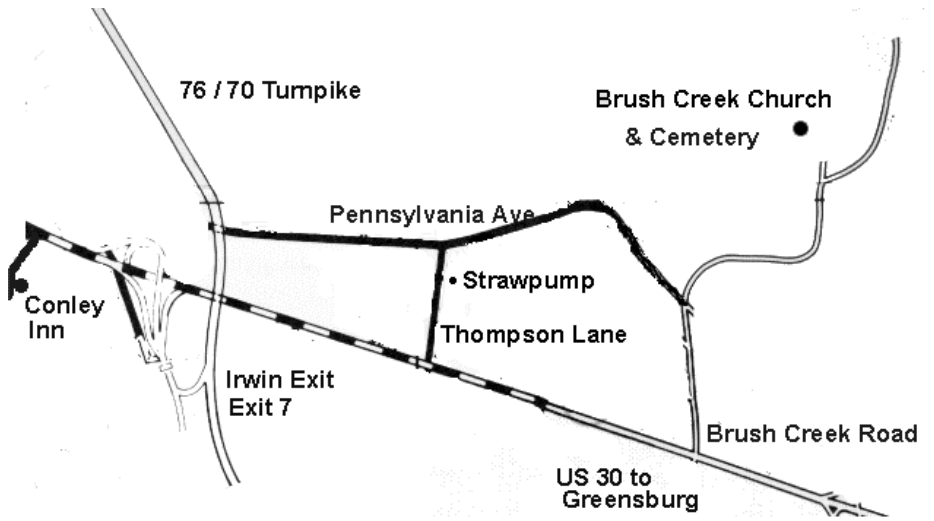 76 / 70 Turnpike
Brush Creek Church
& Cemetery
Pennsylvania Ave
Strawpump
Conley
Inn
Thompson Lane
Irwin Exit
Exit 7
Brush Creek Road
US 30 to
Greensburg